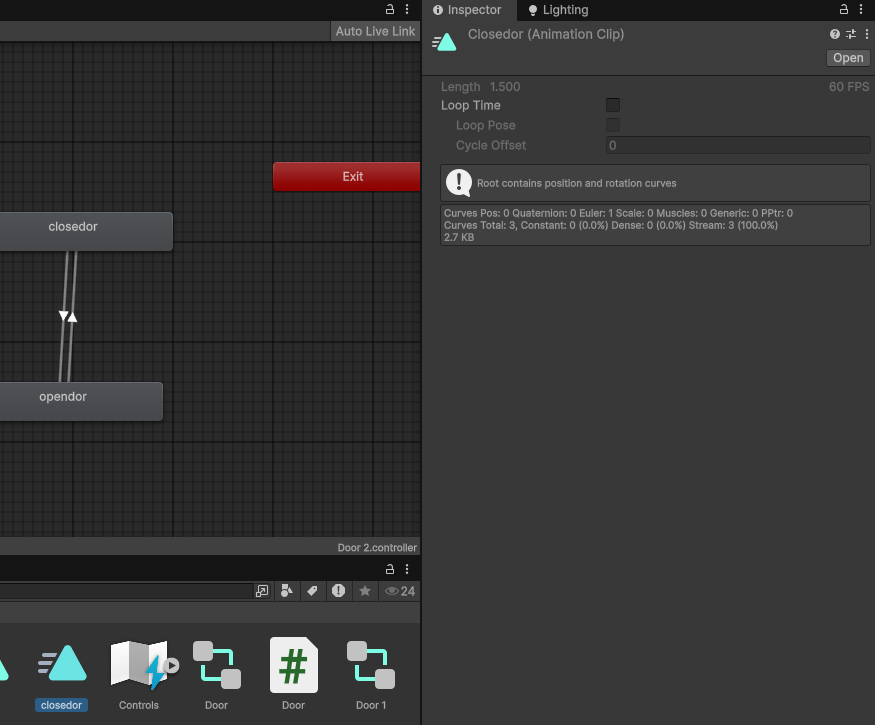 Auto Live Link
Exit
closedor
opendor
Door 2.controller
24
closedor
Controls
Door
#
Door
Door 1
Inspector
Lighting
Closedor (Animation Clip)
Open
Length 1.500
60 FPS
Loop Time
Loop Pose
Cycle Offset
0
Root contains position and rotation curves
Curves Pos: 0 Quaternion: 0 Euler: 1 Scale: 0 Muscles: 0 Generic: 0 PPtr: 0
Curves Total: 3, Constant: 0 (0.0%) Dense: 0 (0.0%) Stream: 3 (100.0%)
2.7 KB